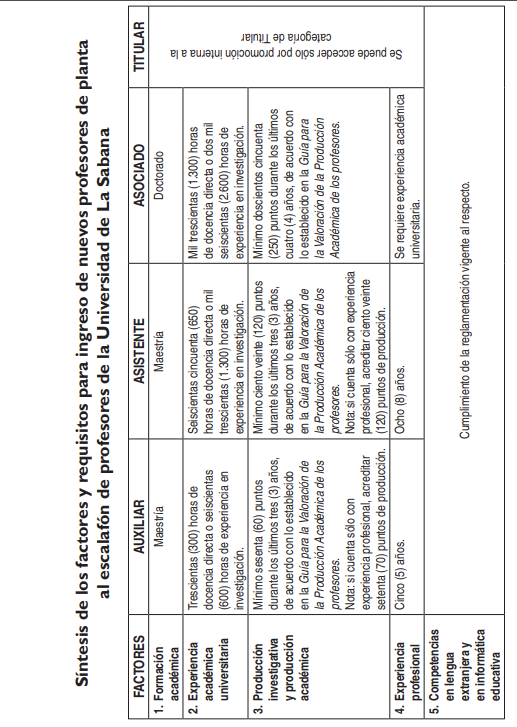 Síntesis de los factores y requisitos para ingreso de nuevos profesores de planta
al escalafón de profesores de la Universidad de La Sabana
FACTORES
AUXILIAR
ASISTENTE
ASOCIADO
TITULAR
1. Formación
académica
Maestría
Maestría
Doctorado
Se puede acceder sólo por promoción interna a la
categoría de Titular
2. Experiencia
académica
universitaria
Trescientas (300) horas de
docencia directa o seiscientas
(600) horas de experiencia en
investigación.
Seiscientas cincuenta (650)
horas de docencia directa o mil
trescientas (1.300) horas de
experiencia en investigación.
Mil trescientas (1.300) horas
de docencia directa o dos mil
seiscientas (2.600) horas de
experiencia en investigación.
3. Producción
investigativa
y producción
académica
Mínimo sesenta (60) puntos
durante los últimos tres (3) años,
de acuerdo con lo establecido
en la Guía para la Valoración de
la Producción Académica de los
profesores.
Nota: si cuenta sólo con
experiencia profesional, acreditar
setenta (70) puntos de producción.
Mínimo ciento veinte (120) puntos
durante los últimos tres (3) años,
de acuerdo con lo establecido
en la Guía para la Valoración de
la Producción Académica de los
profesores.
Nota: si cuenta sólo con experiencia
profesional, acreditar ciento veinte
(120) puntos de producción.
Mínimo doscientos cincuenta
(250) puntos durante los últimos
cuatro (4) años, de acuerdo con
lo establecido en la Guía para
la Valoración de la Producción
Académica de los profesores.
4. Experiencia
profesional
Cinco (5) años.
Ocho (8) años.
Se requiere experiencia académica
universitaria.
5. Competencias
en lengua
extranjera y
en informática
educativa
Cumplimiento de la reglamentación vigente al respecto.